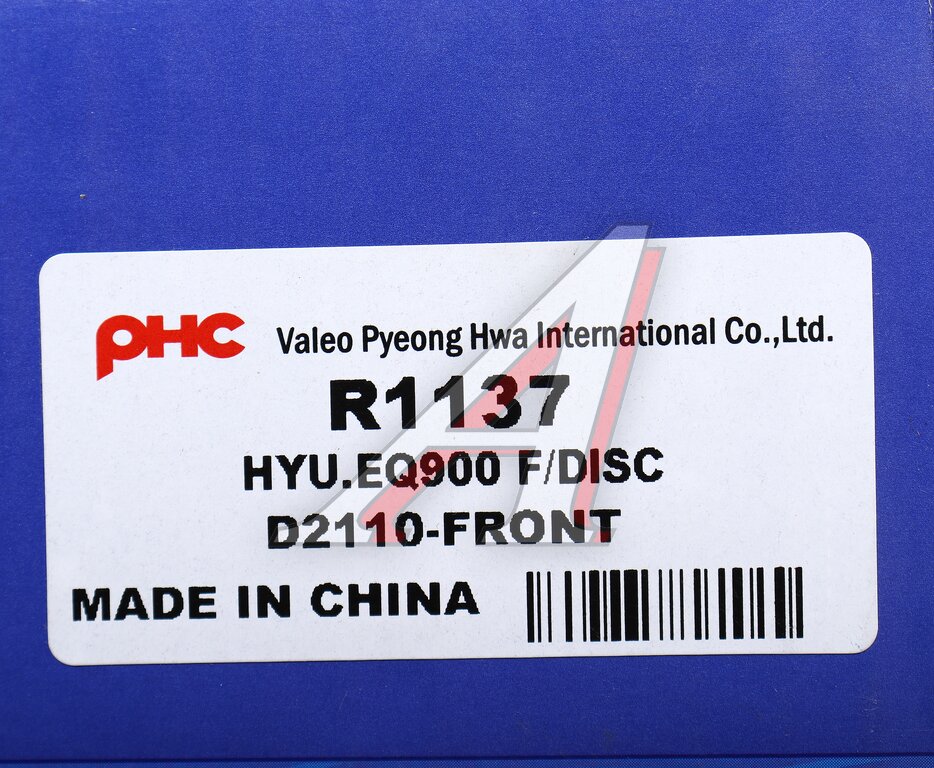 PHC Valeo Pyeong Hwa International Co.,Ltd.
R1137
HYU.EQ900 F/DISC
D2110-FRONT
MADE IN CHINA